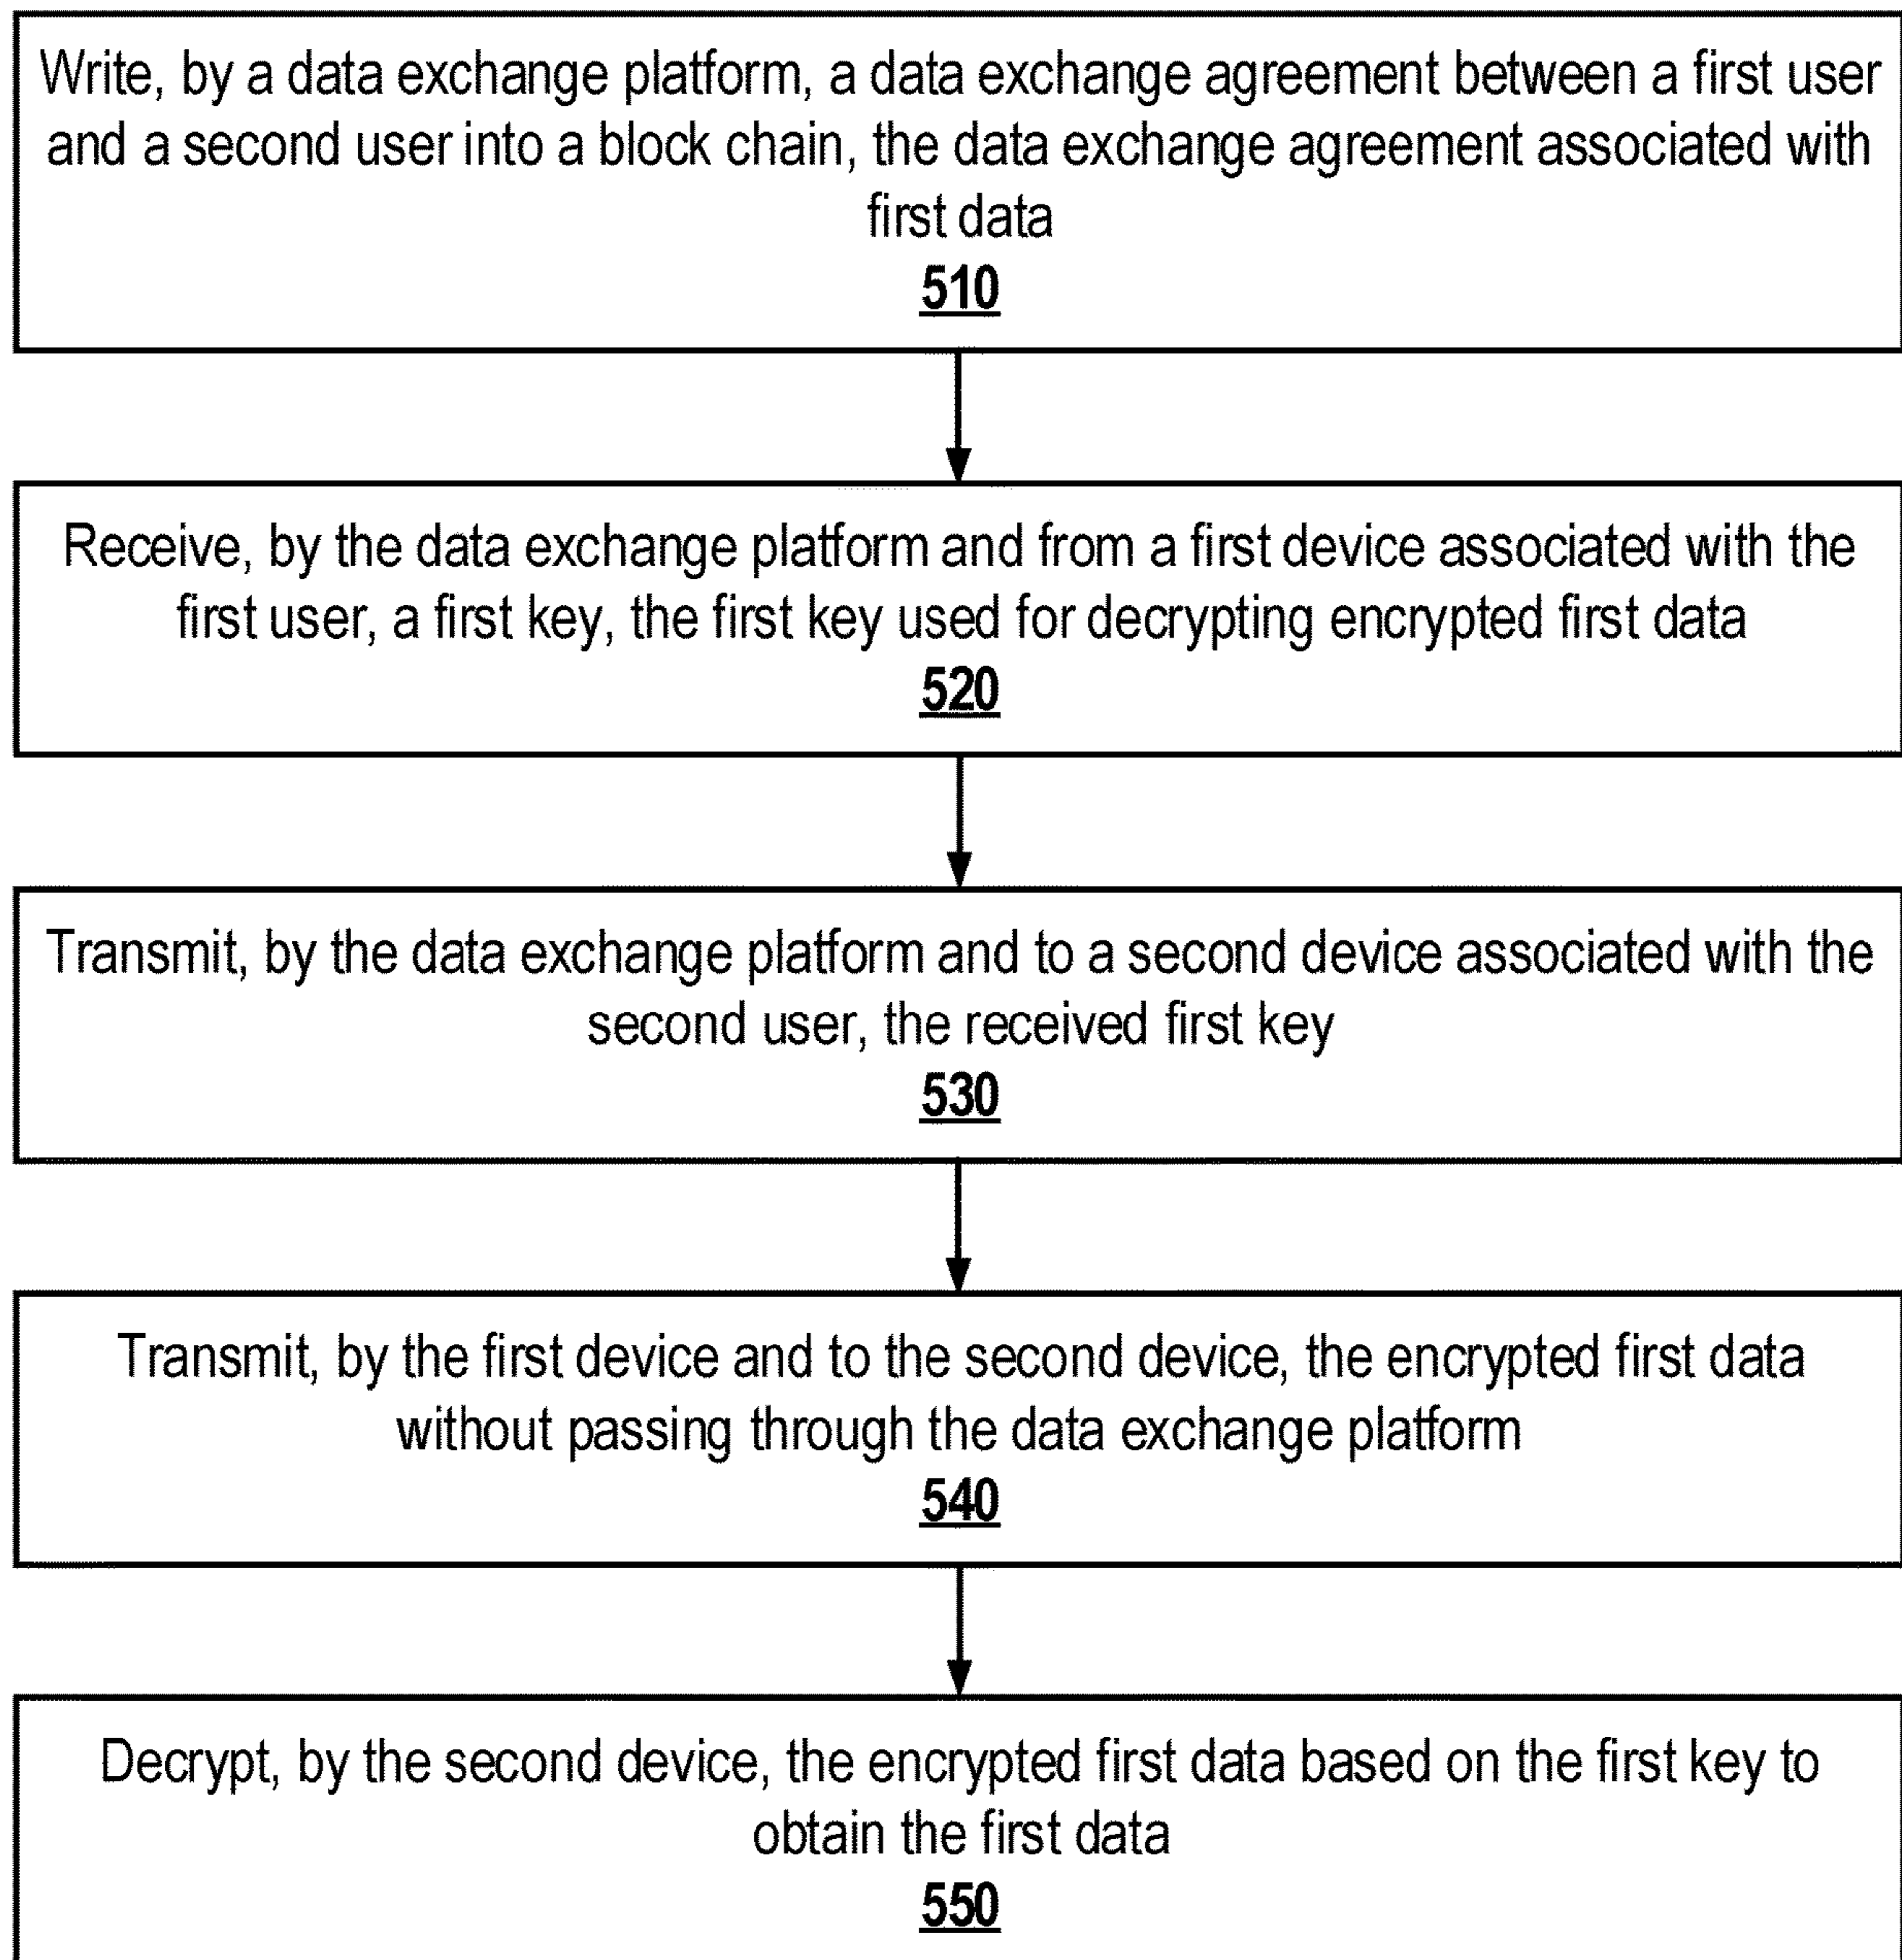 Write, by a data exchange platform, a data exchange agreement between a first user
and a second user into a block chain, the data exchange agreement associated with
first data
510
Receive, by the data exchange platform and from a first device associated with the
first user, a first key, the first key used for decrypting encrypted first data
520
Transmit, by the data exchange platform and to a second device associated with the
second user, the received first key
530
Transmit, by the first device and to the second device, the encrypted first data
without passing through the data exchange platform
540
Decrypt, by the second device, the encrypted first data based on the first key to
obtain the first data
550